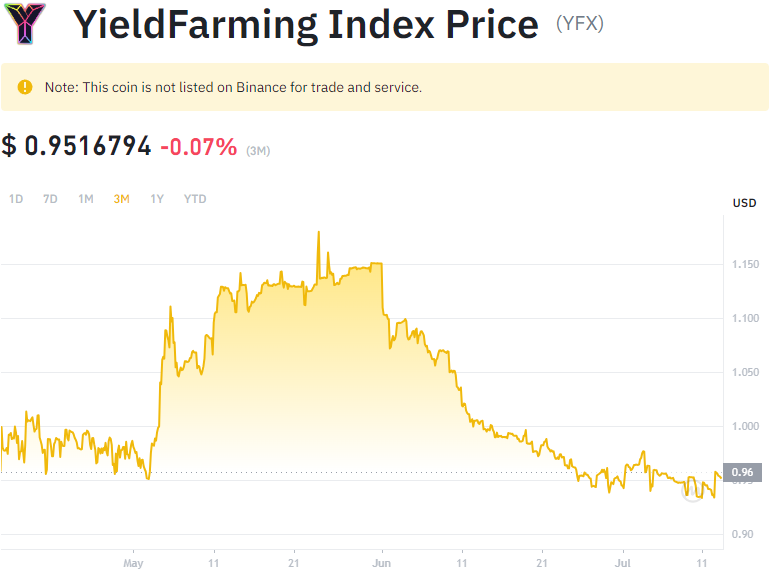 YieldFarming Index Price (YFX)
Note: This coin is not listed on Binance for trade and service.
$ 0.9516794 -0.07% (3M)
1D 7D 1M 3M 1Y YTD
USD
1.150
1.100
1.050
1.000
0.96
0.90
May 11 21 Jun 11 21 Jul 11